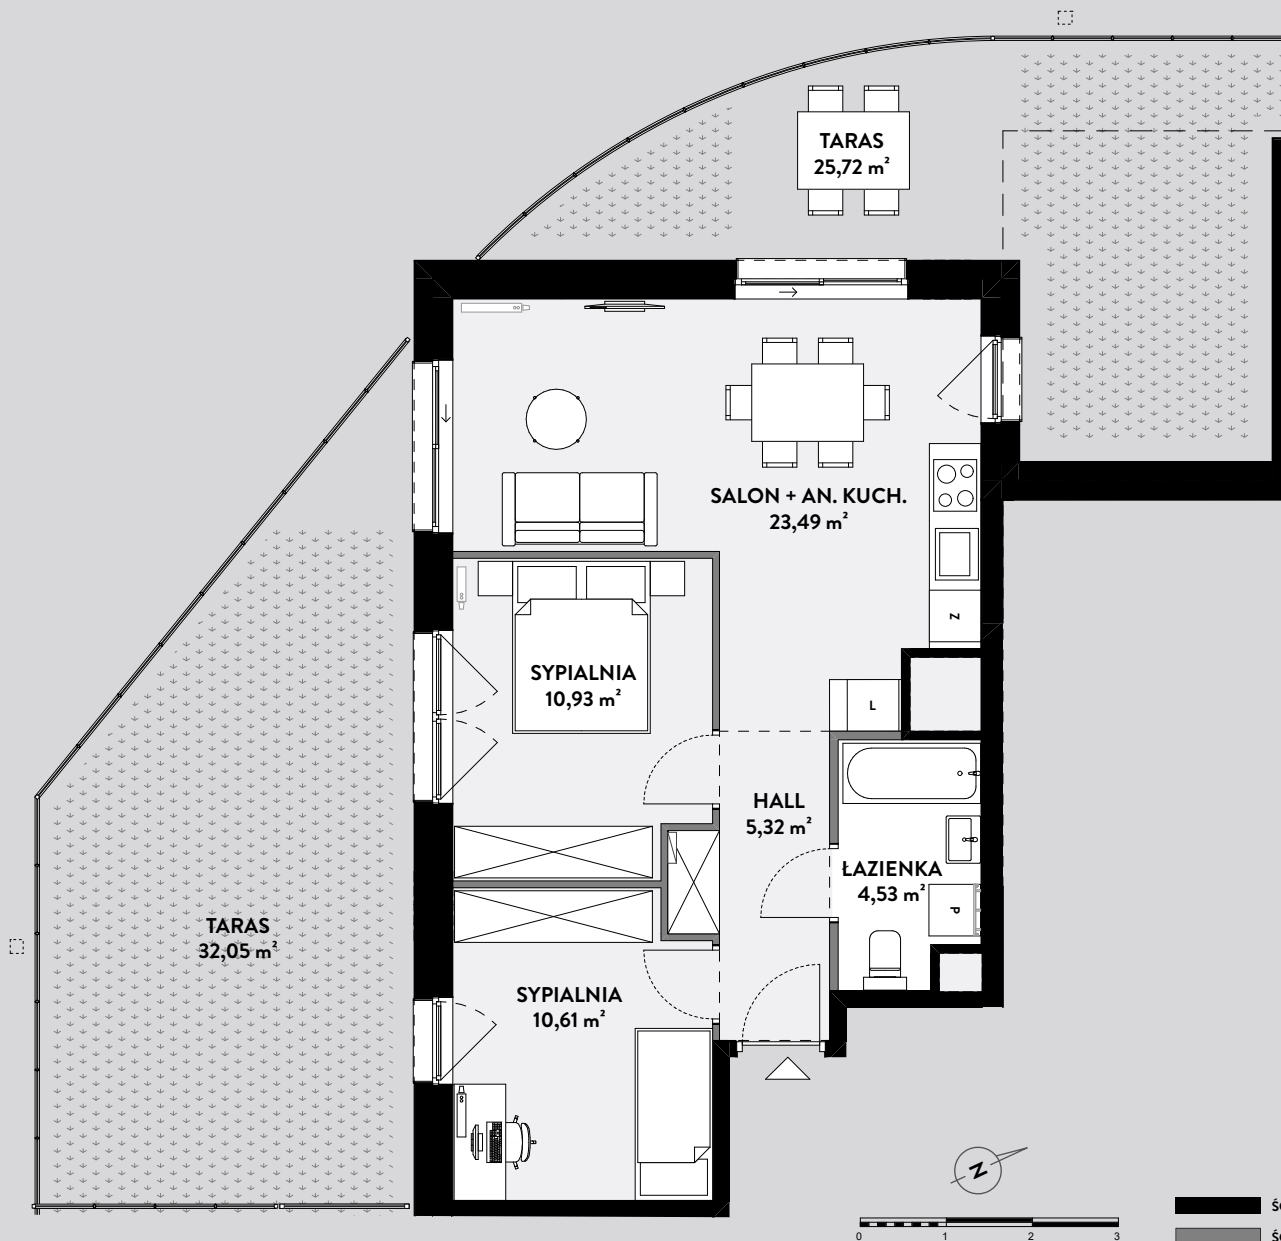 TARAS
25,72 m²
SALON + AN. KUCH.
23,49 m²
Z
SYPIALNIA
10,93 m²
L
HALL
5,32 m²
ŁAZIENKA
4,53 m²
P
TARAS
32,05 m²
SYPIALNIA
10,61 m²
N
0 1 2 3